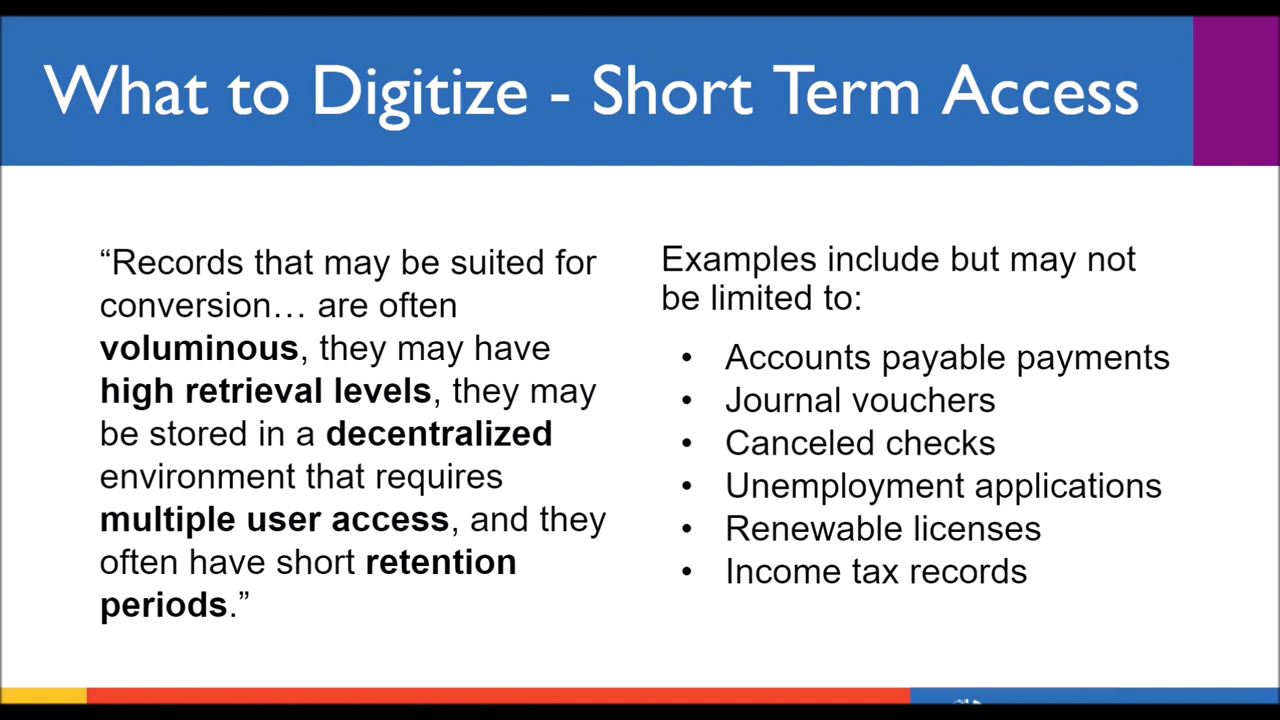 What to Digitize - Short Term Access
“Records that may be suited for
conversion… are often
voluminous, they may have
high retrieval levels, they may
be stored in a decentralized
environment that requires
multiple user access, and they
often have short retention
periods.”
Examples include but may not
be limited to:
• Accounts payable payments
• Journal vouchers
• Canceled checks
• Unemployment applications
• Renewable licenses
• Income tax records